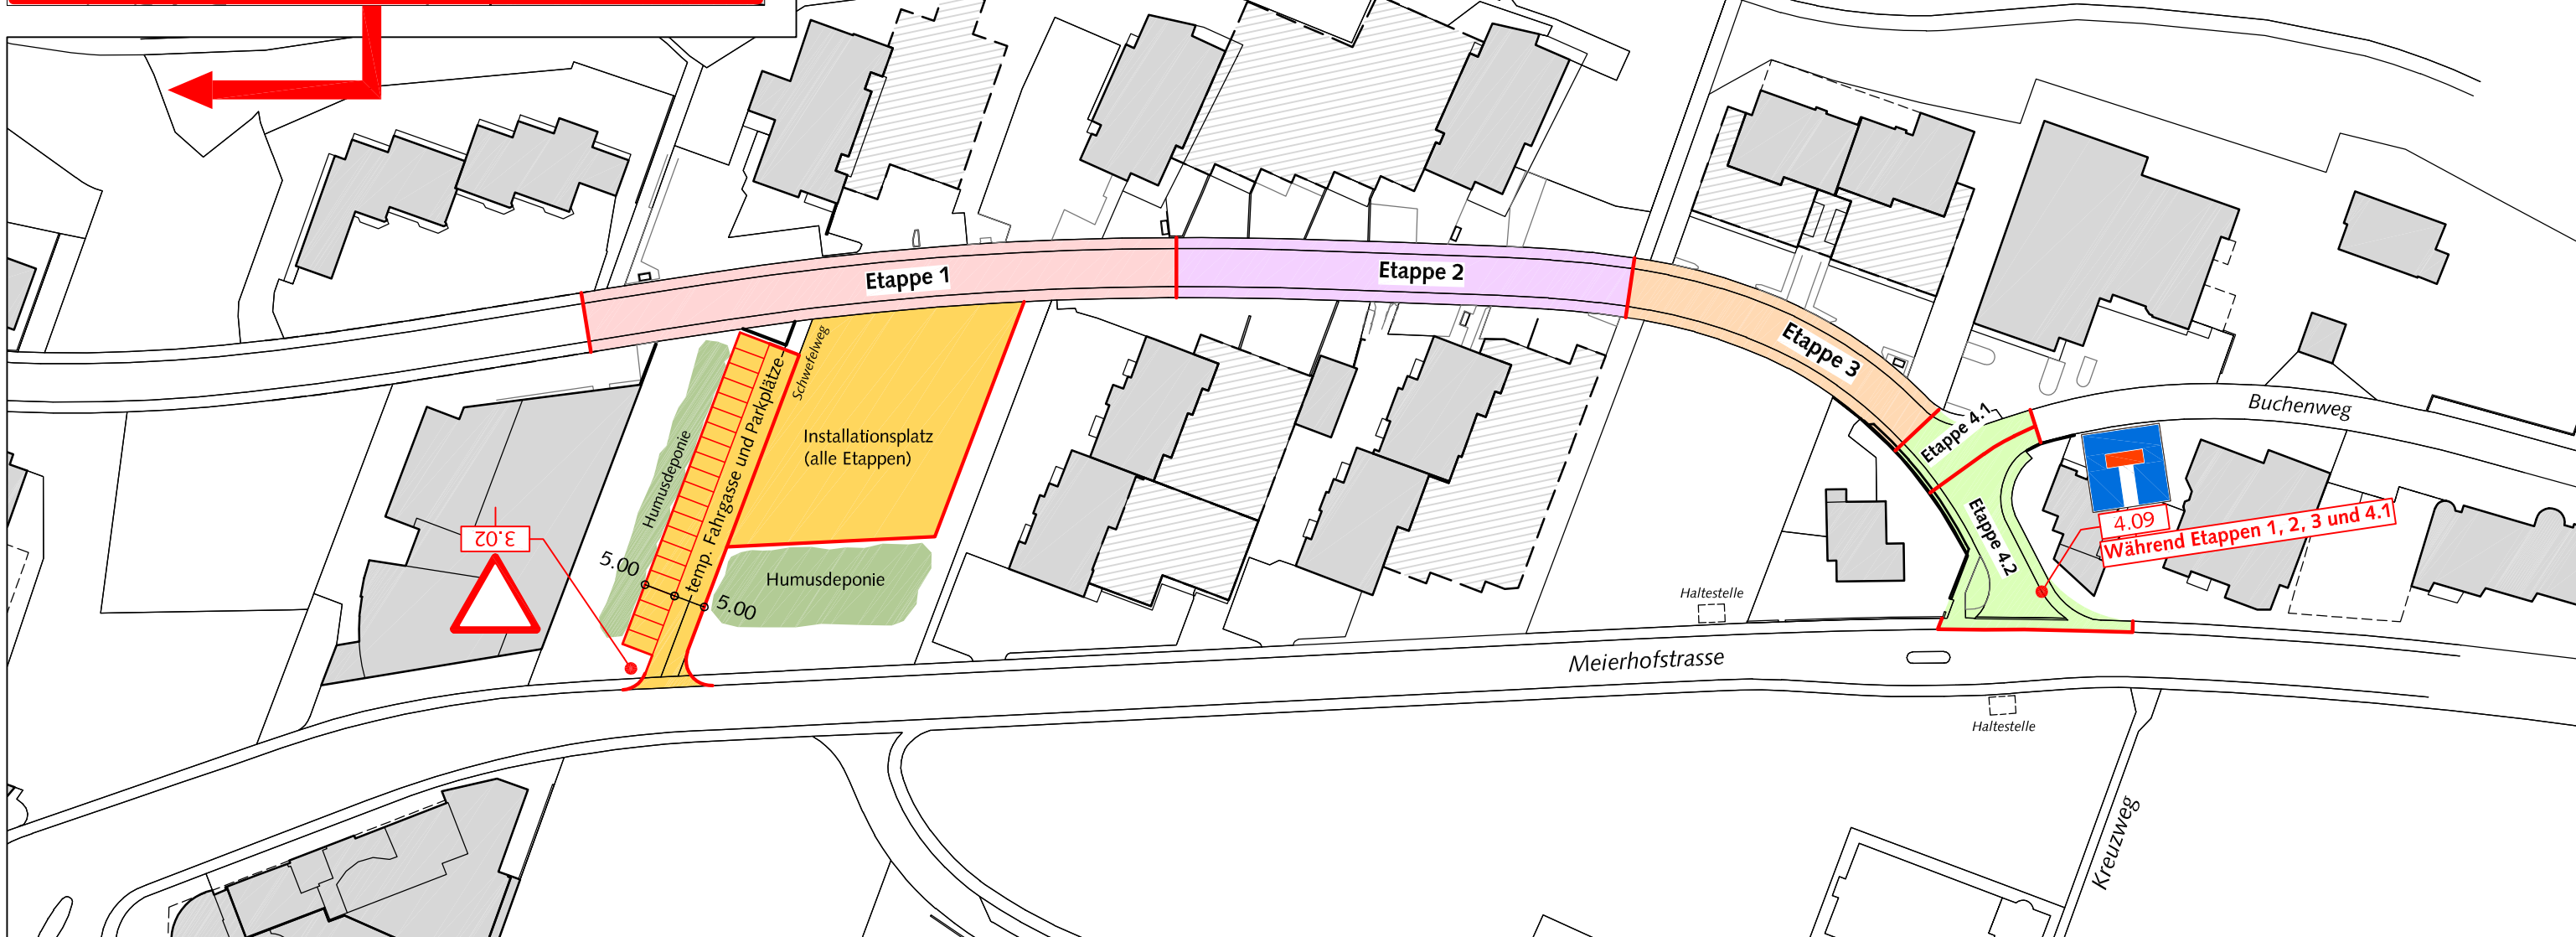 Etappe 1
Etappe 2
Etappe 3
Etappe 4.1
Etappe 4.2
Buchenweg
Schwefelweg
temp. Fahrgasse und Parkplätze
Installationsplatz
(alle Etappen)
Humusdeponie
Humusdeponie
5.00
5.00
3.02
4.09
Während Etappen 1, 2, 3 und 4.1
Haltestelle
Meierhofstrasse
Haltestelle
Kreuzweg